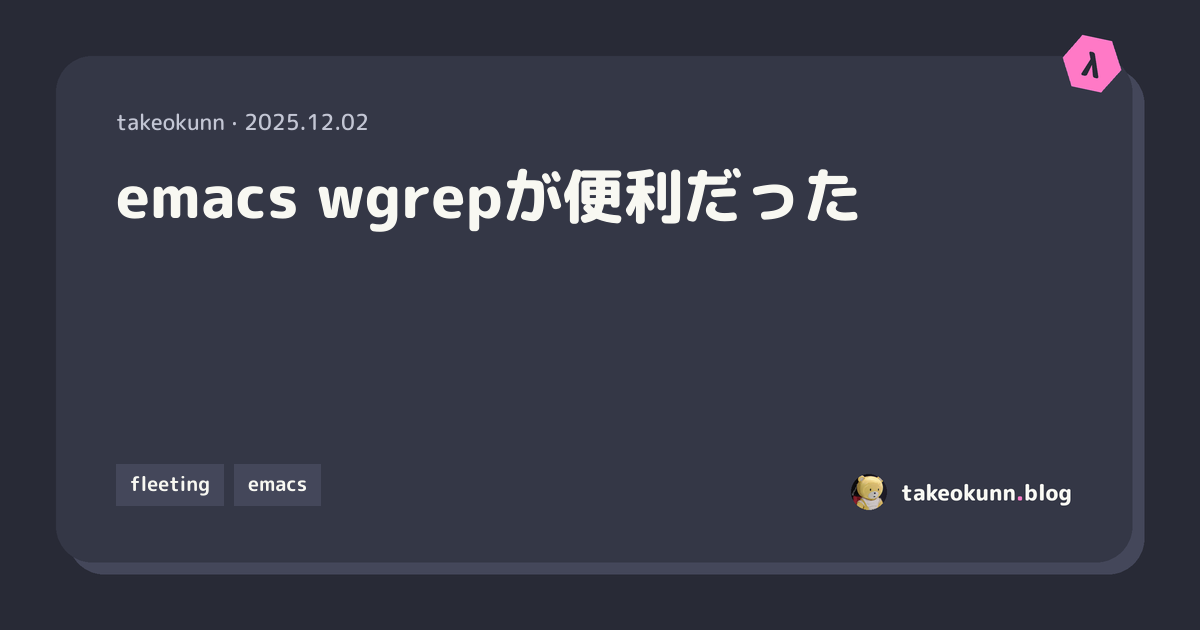 λ
takeokunn · 2025.12.02
emacs wgrepが便利だった
fleeting
emacs
takeokunn.blog